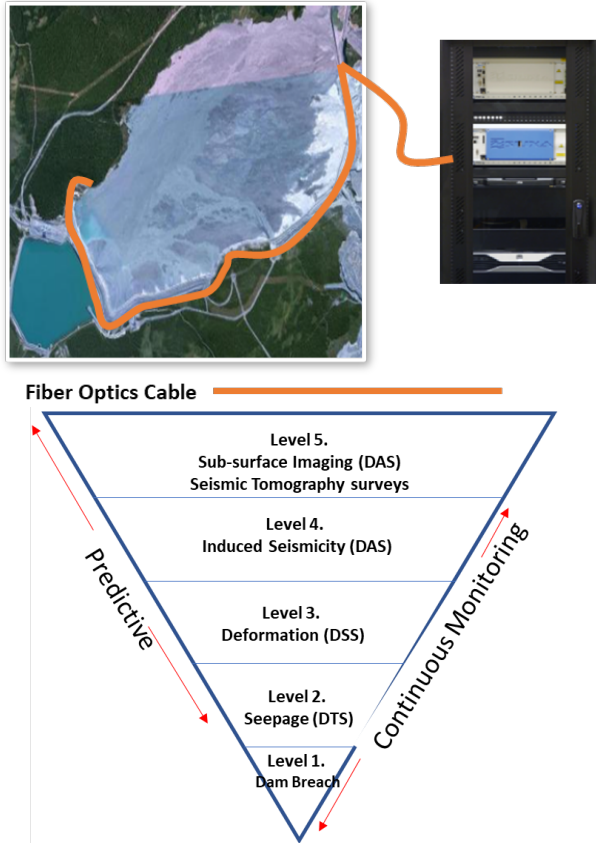 Fiber Optics Cable
Level 5.
Sub-surface Imaging (DAS)
Seismic Tomography surveys
Level 4.
Induced Seismicity (DAS)
Level 3.
Deformation (DSS)
Level 2.
Seepage (DTS)
Level 1.
Dam Breach
Predictive
Continuous Monitoring